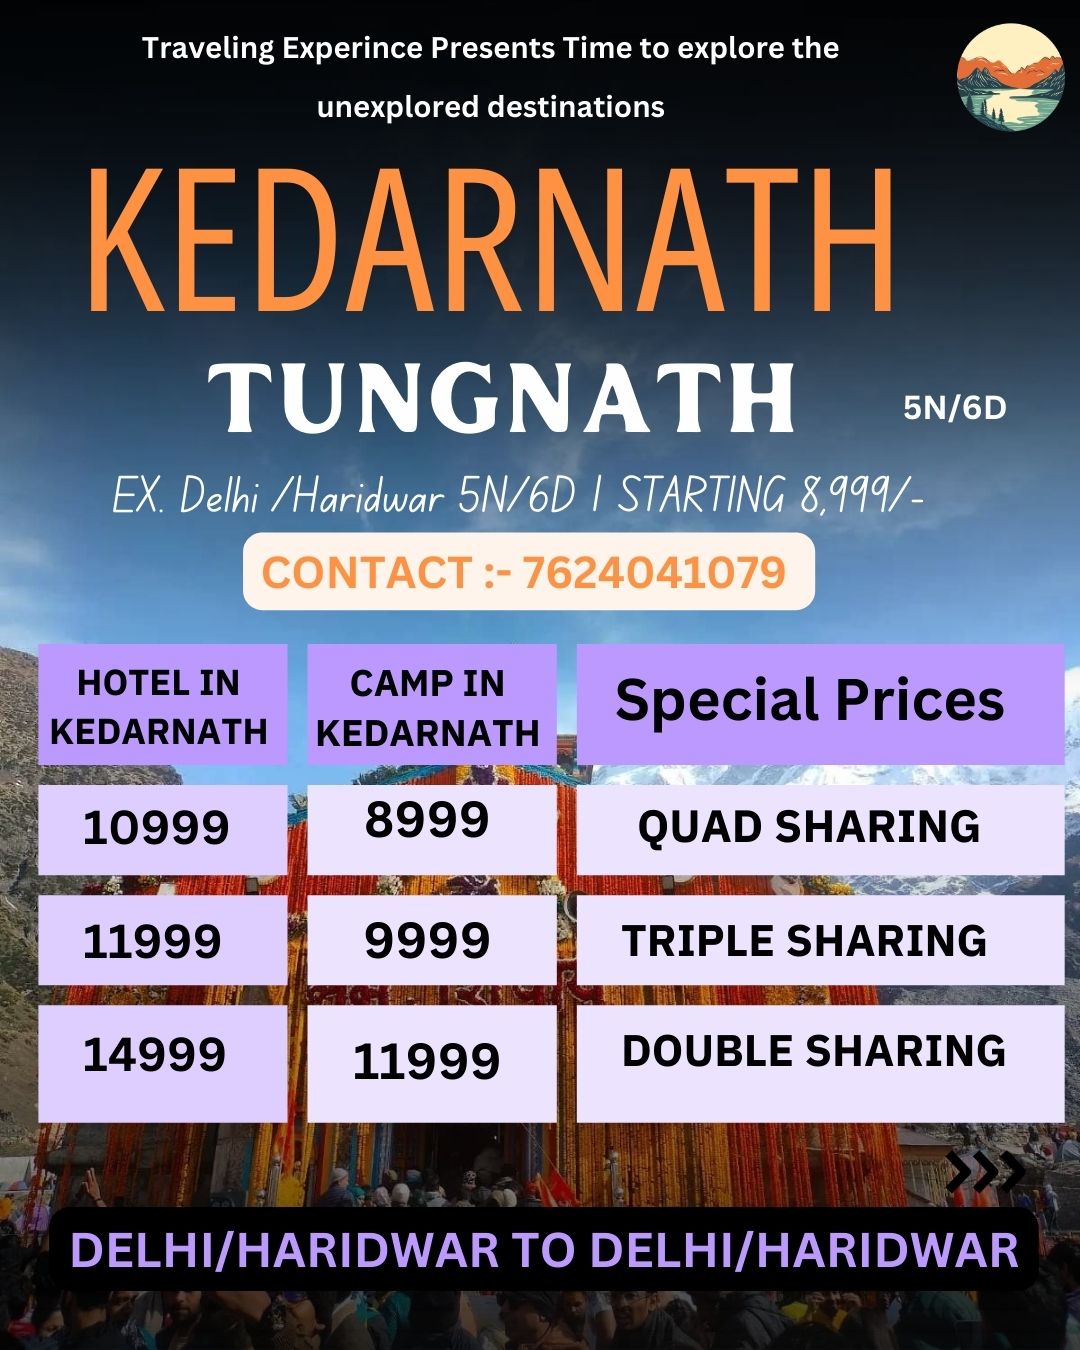 Traveling Experince Presents Time to explore the
unexplored destinations
KEDARNATH
TUNGNATH
5N/6D
EX. Delhi /Haridwar 5N/6D | STARTING 8,999/-
CONTACT :- 7624041079
HOTEL IN
KEDARNATH
CAMP IN
KEDARNATH
Special Prices
10999
8999
QUAD SHARING
11999
9999
TRIPLE SHARING
14999
11999
DOUBLE SHARING
DELHI/HARIDWAR TO DELHI/HARIDWAR